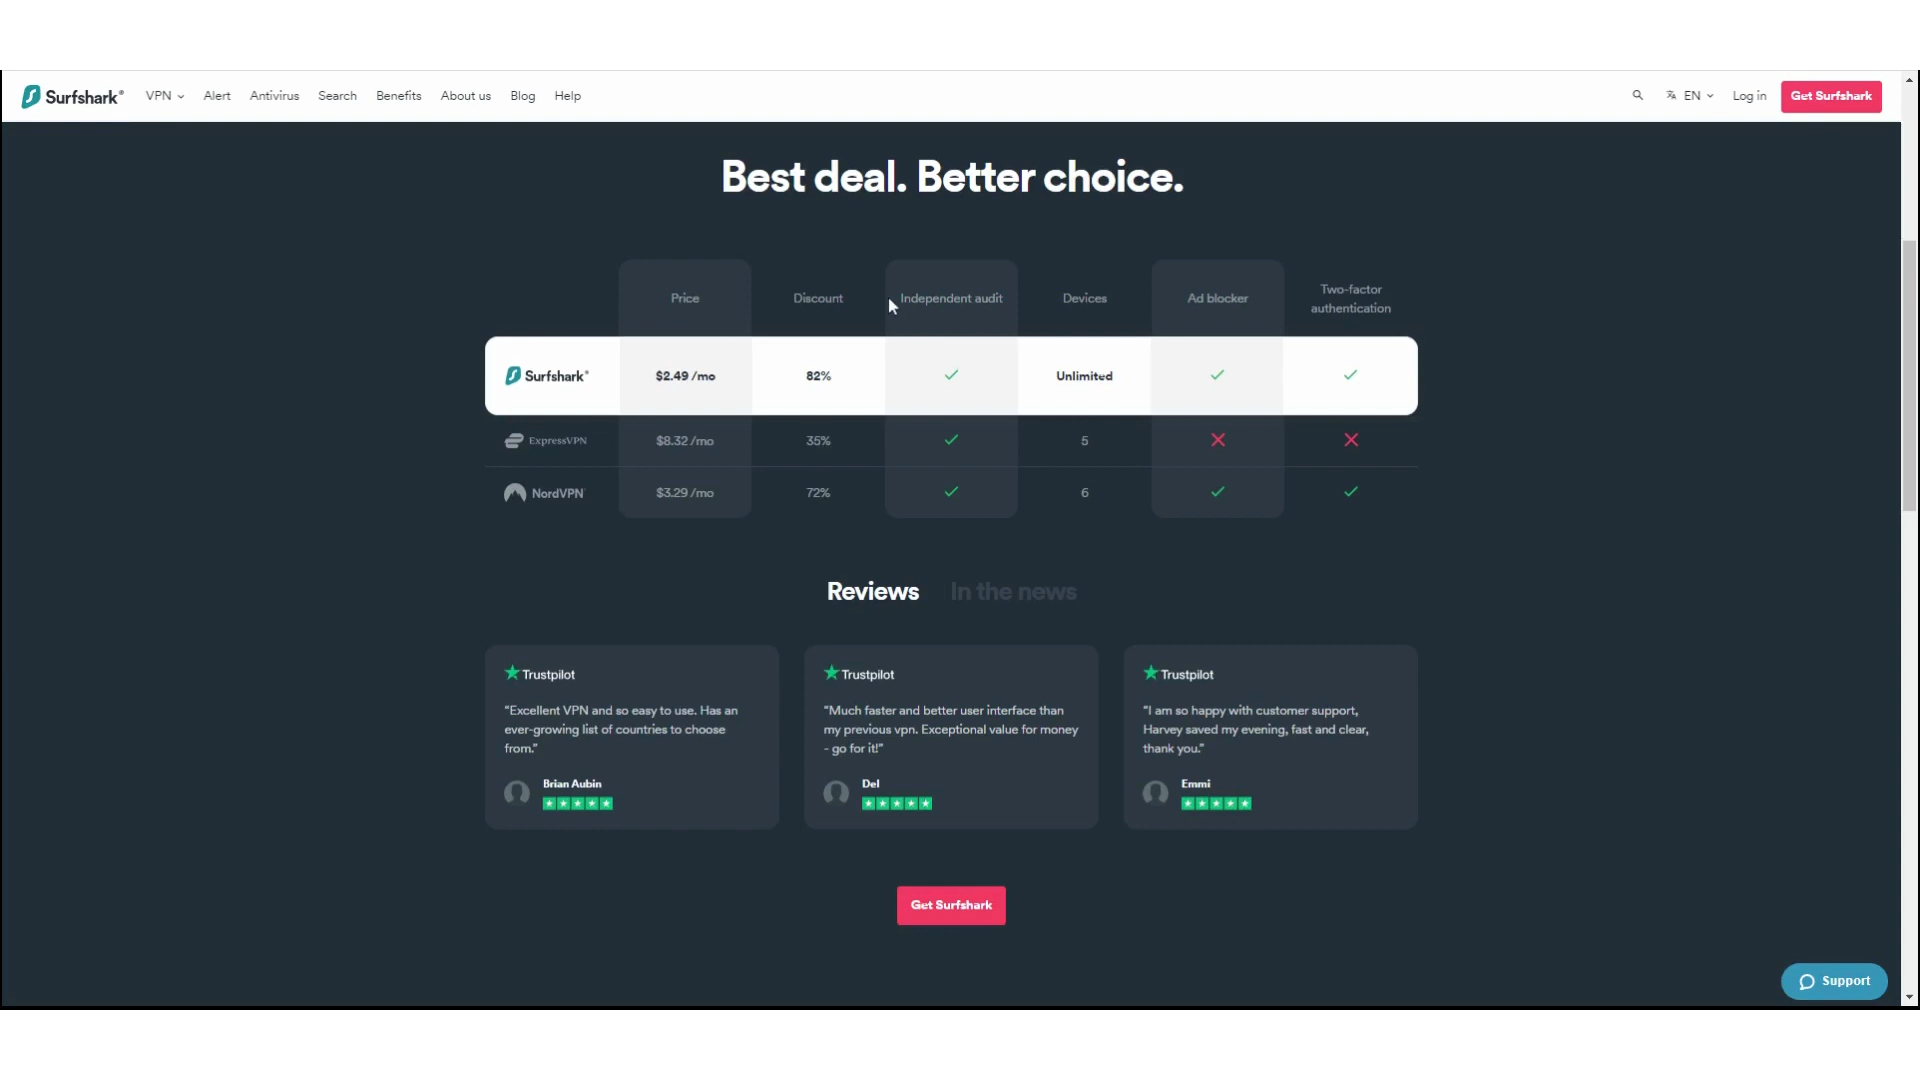 Surfshark® VPN Alert Antivirus Search Benefits About us Blog Help EN Log in Get Surfshark
Best deal. Better choice.
Price Discount Independent audit Devices Ad blocker Two-factor
authentication
Surfshark® $2.49 /mo 82% Unlimited
ExpressVPN $8.32 /mo 35% 5
NordVPN $3.29 /mo 72% 6
Reviews In the news
Trustpilot
"Excellent VPN and so easy to use. Has an
ever-growing list of countries to choose
from."
Brian Aubin
Trustpilot
"Much faster and better user interface than
my previous vpn. Exceptional value for money
- go for it!"
Del
Trustpilot
"I am so happy with customer support,
Harvey saved my evening, fast and clear,
thank you."
Emmi
Get Surfshark
Support